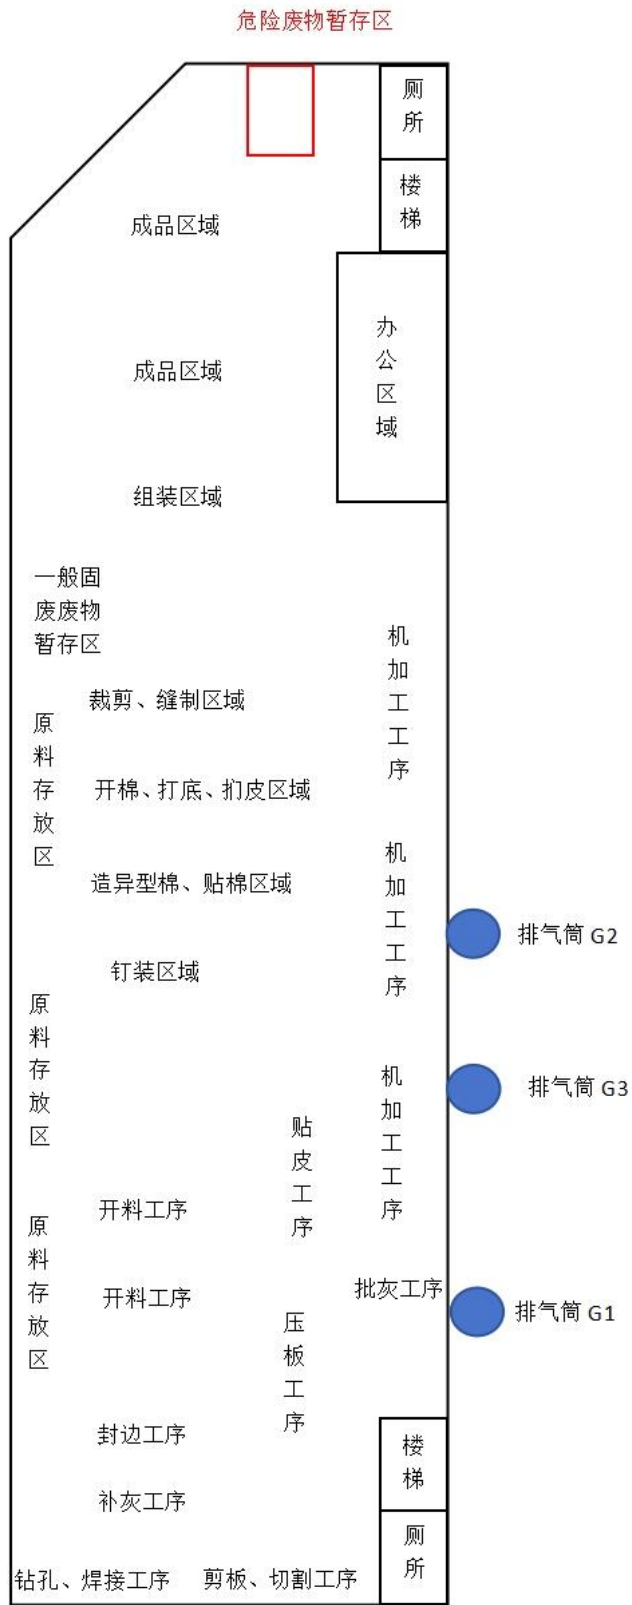 危险废物暂存区
厕所
楼梯
成品区域
办公区域
成品区域
组装区域
一般固
废废物
暂存区
机加工工序
裁剪、缝制区域
原料存放区
开棉、打底、扪皮区域
机加工工序
造异型棉、贴棉区域
排气筒 G2
钉装区域
原料存放区
机加工工序
排气筒 G3
贴皮工序
开料工序
原料存放区
批灰工序
开料工序
排气筒 G1
压板工序
封边工序
楼梯
补灰工序
厕所
钻孔、焊接工序
剪板、切割工序